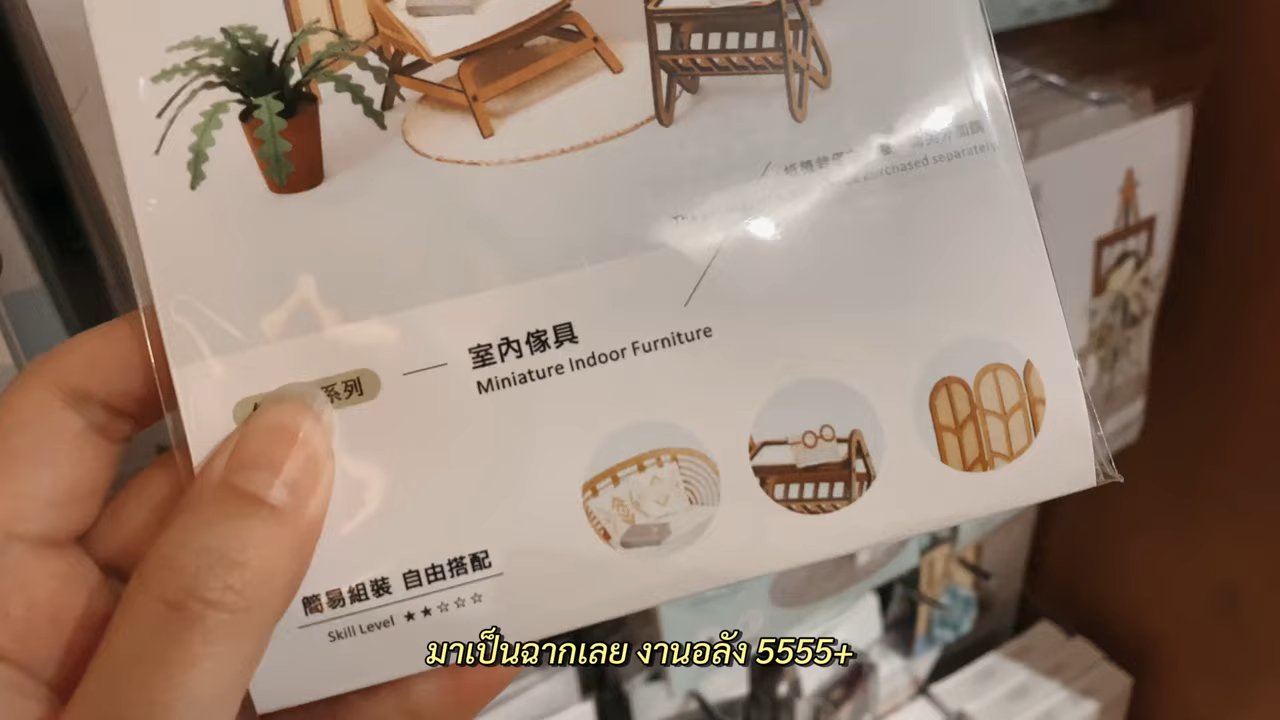 purchased separately.
室內傢具
Miniature Indoor Furniture
系列
簡易組裝 自由搭配
Skill Level ★★☆☆☆
มาเป็นฉากเลย งานอลัง 5555+